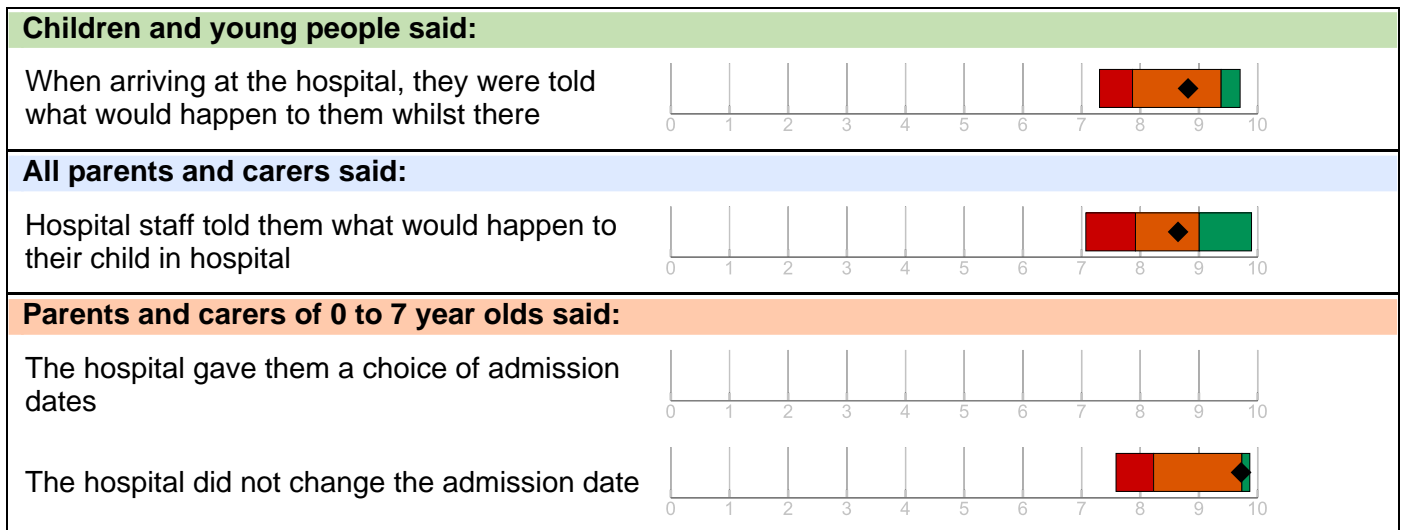 Children and young people said:
When arriving at the hospital, they were told
what would happen to them whilst there
0 1 2 3 4 5 6 7 8 9 10
All parents and carers said:
Hospital staff told them what would happen to
their child in hospital
0 1 2 3 4 5 6 7 8 9 10
Parents and carers of 0 to 7 year olds said:
The hospital gave them a choice of admission
dates
0 1 2 3 4 5 6 7 8 9 10
The hospital did not change the admission date
0 1 2 3 4 5 6 7 8 9 10